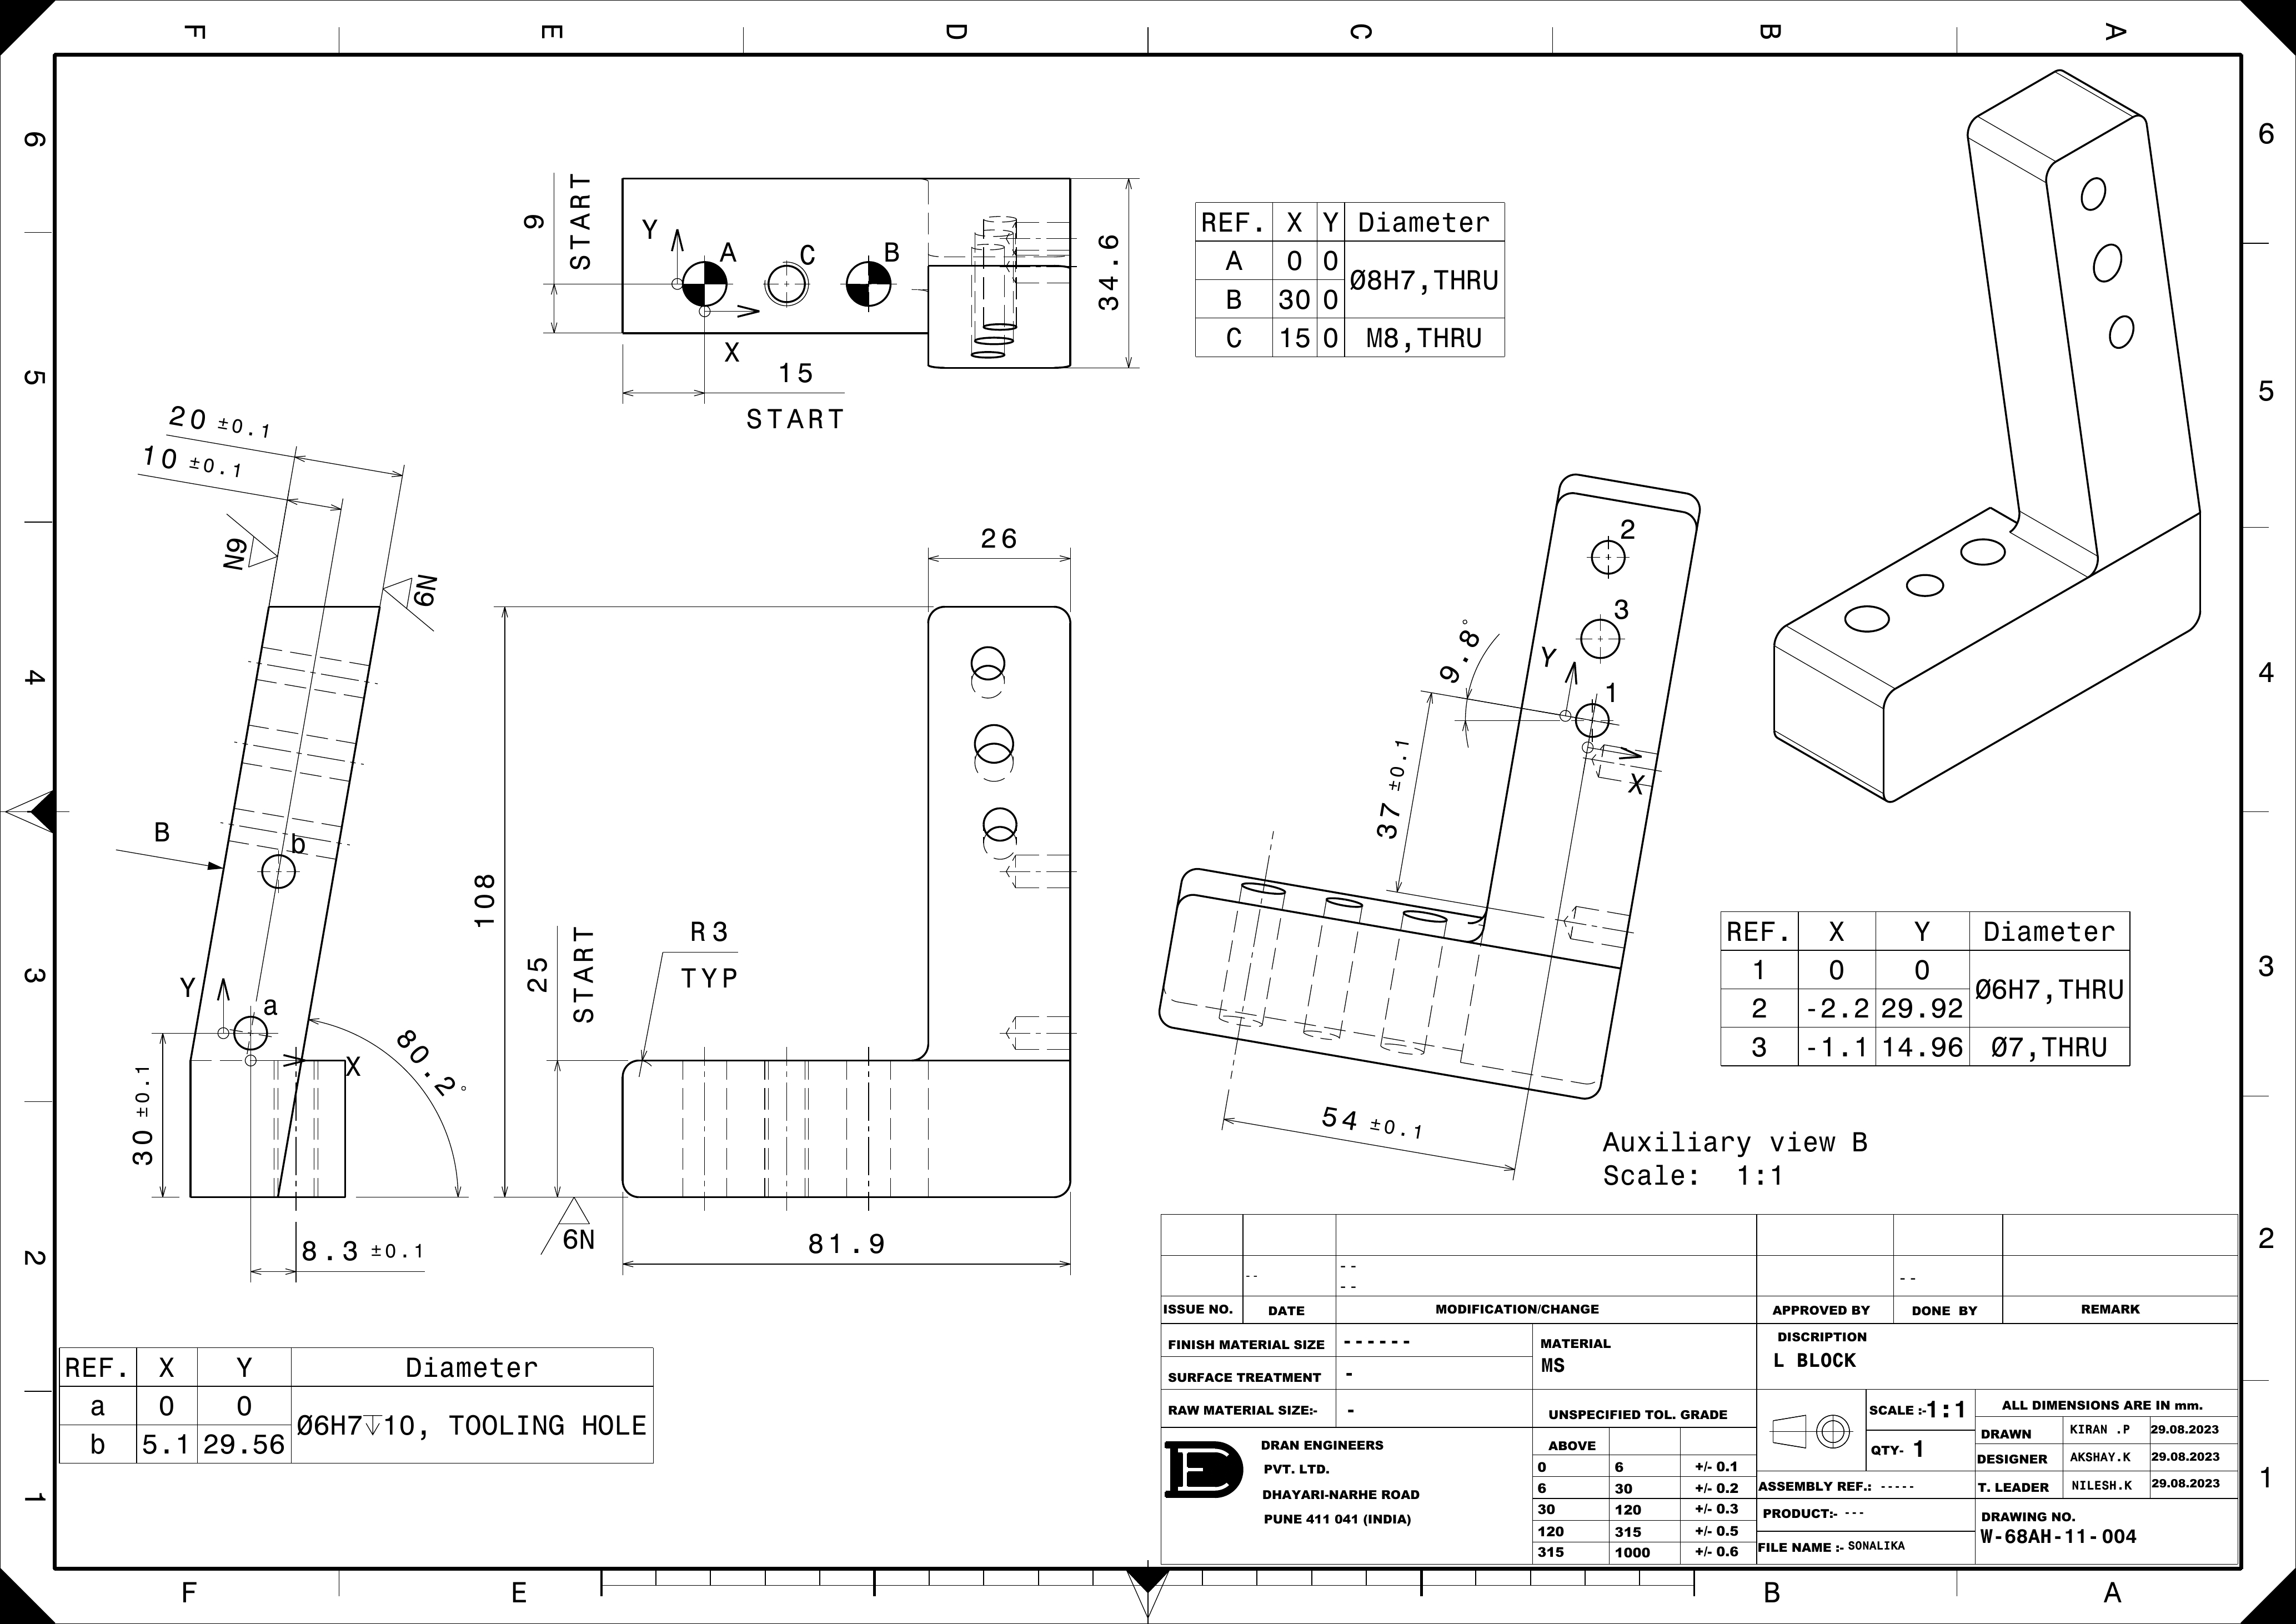 F E D C B A
6
5
4
3
2
1
6
5
4
3
2
1
F E B A
9
START
Y
A
C
B
X
15
START
34.6
REF. X Y Diameter
A 0 0 Ø8H7,THRU
B 30 0
C 15 0 M8,THRU
20 ±0.1
10 ±0.1
N9
N9
B
b
Y
a
X
80.2°
30 ±0.1
8.3 ±0.1
26
108
25
START
R3
TYP
6N
81.9
2
3
1
9.8°
Y
X
37 ±0.1
54 ±0.1
Auxiliary view B
Scale: 1:1
REF. X Y Diameter
1 0 0 Ø6H7,THRU
2 -2.2 29.92
3 -1.1 14.96 Ø7,THRU
REF. X Y Diameter
a 0 0 Ø6H7↧10, TOOLING HOLE
b 5.1 29.56
-- -- --
--
ISSUE NO. DATE MODIFICATION/CHANGE APPROVED BY DONE BY REMARK
FINISH MATERIAL SIZE ------
SURFACE TREATMENT -
RAW MATERIAL SIZE:- -
MATERIAL
MS
DISCRIPTION
L BLOCK
DRAN ENGINEERS
PVT. LTD.
DHAYARI-NARHE ROAD
PUNE 411 041 (INDIA)
UNSPECIFIED TOL. GRADE
ABOVE
0 6 +/- 0.1
6 30 +/- 0.2
30 120 +/- 0.3
120 315 +/- 0.5
315 1000 +/- 0.6
SCALE :-1:1
QTY- 1
ASSEMBLY REF.: -----
PRODUCT:- ---
FILE NAME :- SONALIKA
ALL DIMENSIONS ARE IN mm.
DRAWN KIRAN .P 29.08.2023
DESIGNER AKSHAY.K 29.08.2023
T. LEADER NILESH.K 29.08.2023
DRAWING NO.
W-68AH-11-004